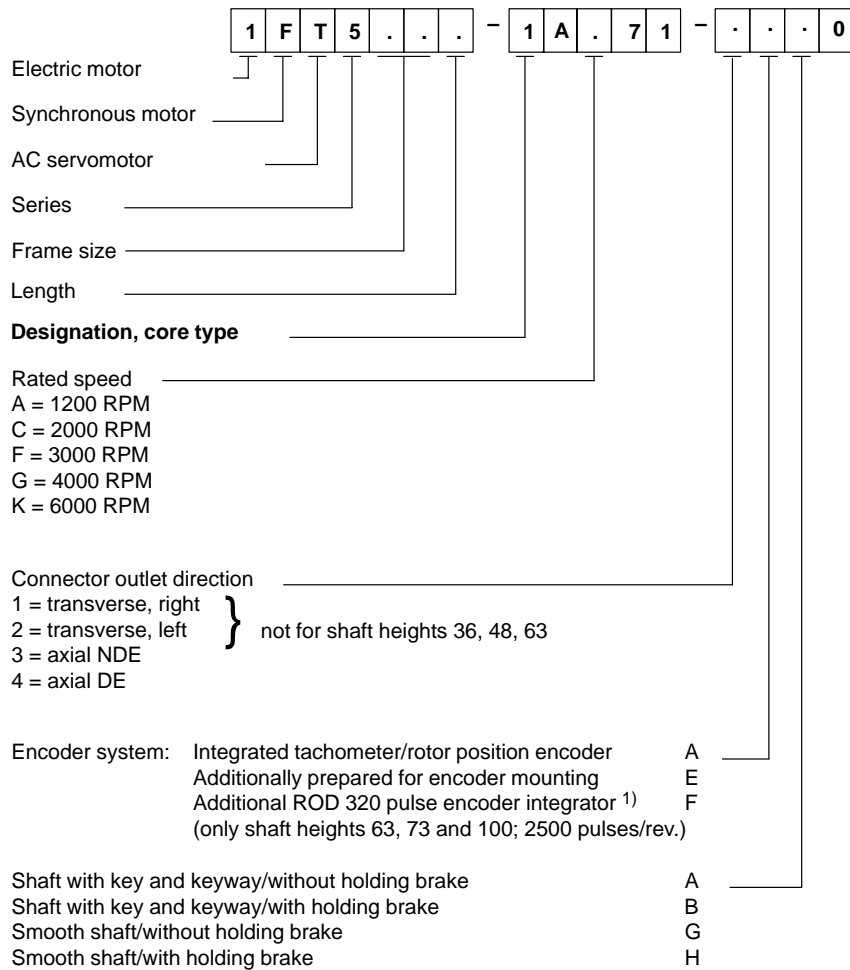 1 F T 5 . . . – 1 A . 7 1 – . . . 0
Electric motor
Synchronous motor
AC servomotor
Series
Frame size
Length
Designation, core type
Rated speed
A = 1200 RPM
C = 2000 RPM
F = 3000 RPM
G = 4000 RPM
K = 6000 RPM
Connector outlet direction
1 = transverse, right
2 = transverse, left } not for shaft heights 36, 48, 63
3 = axial NDE
4 = axial DE
Encoder system: Integrated tachometer/rotor position encoder A
Additionally prepared for encoder mounting E
Additional ROD 320 pulse encoder integrator 1) F
(only shaft heights 63, 73 and 100; 2500 pulses/rev.)
Shaft with key and keyway/without holding brake A
Shaft with key and keyway/with holding brake B
Smooth shaft/without holding brake G
Smooth shaft/with holding brake H